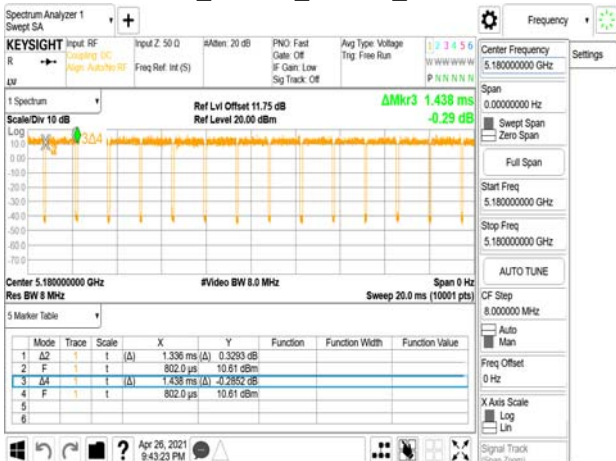 Spectrum Analyzer 1
Swept SA
Frequency
KEYSIGHT
Input: RF
Input Z: 50 Ω
#Atten: 20 dB
PNO: Fast
Avg Type: Voltage
1 2 3 4 5 6
R
Coupling: DC
Gate: Off
Trig: Free Run
Align: Auto/No RF
Freq Ref: Int (S)
IF Gain: Low
W W W W W W
Sig Track: Off
P N N N N N
LV
Center Frequency
5.180000000 GHz
Settings
Span
0.00000000 Hz
Swept Span
Zero Span
Full Span
Start Freq
5.180000000 GHz
Stop Freq
5.180000000 GHz
AUTO TUNE
CF Step
8.000000 MHz
Auto
Man
Freq Offset
0 Hz
X Axis Scale
Log
Lin
Signal Track
(Span Zoom)
1 Spectrum
Ref Lvl Offset 11.75 dB
ΔMkr3 1.438 ms
Scale/Div 10 dB
Ref Level 20.00 dBm
-0.29 dB
Log
10.0
3Δ4
0.00
-10.0
-20.0
-30.0
-40.0
-50.0
-60.0
-70.0
Center 5.180000000 GHz
#Video BW 8.0 MHz
Span 0 Hz
Res BW 8 MHz
Sweep 20.0 ms (10001 pts)
5 Marker Table
Mode Trace Scale X Y Function Function Width Function Value
1 Δ2 1 t (Δ) 1.336 ms (Δ) 0.3293 dB
2 F 1 t 802.0 µs 10.61 dBm
3 Δ4 1 t (Δ) 1.438 ms (Δ) -0.2852 dB
4 F 1 t 802.0 µs 10.61 dBm
5
6
?
Apr 26, 2021
9:43:23 PM